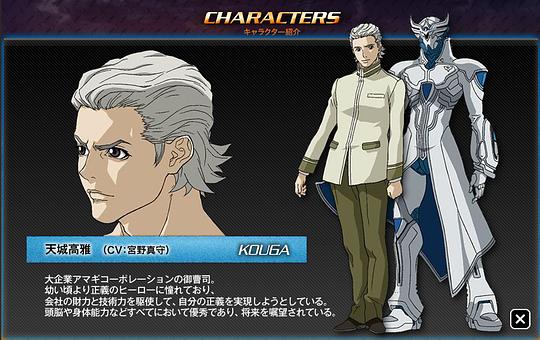 CHARACTERS
キャラクター紹介
天城高雅 （CV：宮野真守） KOUGA
大企業アマギコーポレーションの御曹司。
幼い頃より正義のヒーローに憧れており、
会社の財力と技術力を駆使して、自分の正義を実現しようとしている。
頭脳や身体能力などすべてにおいて優秀であり、将来を嘱望されている。